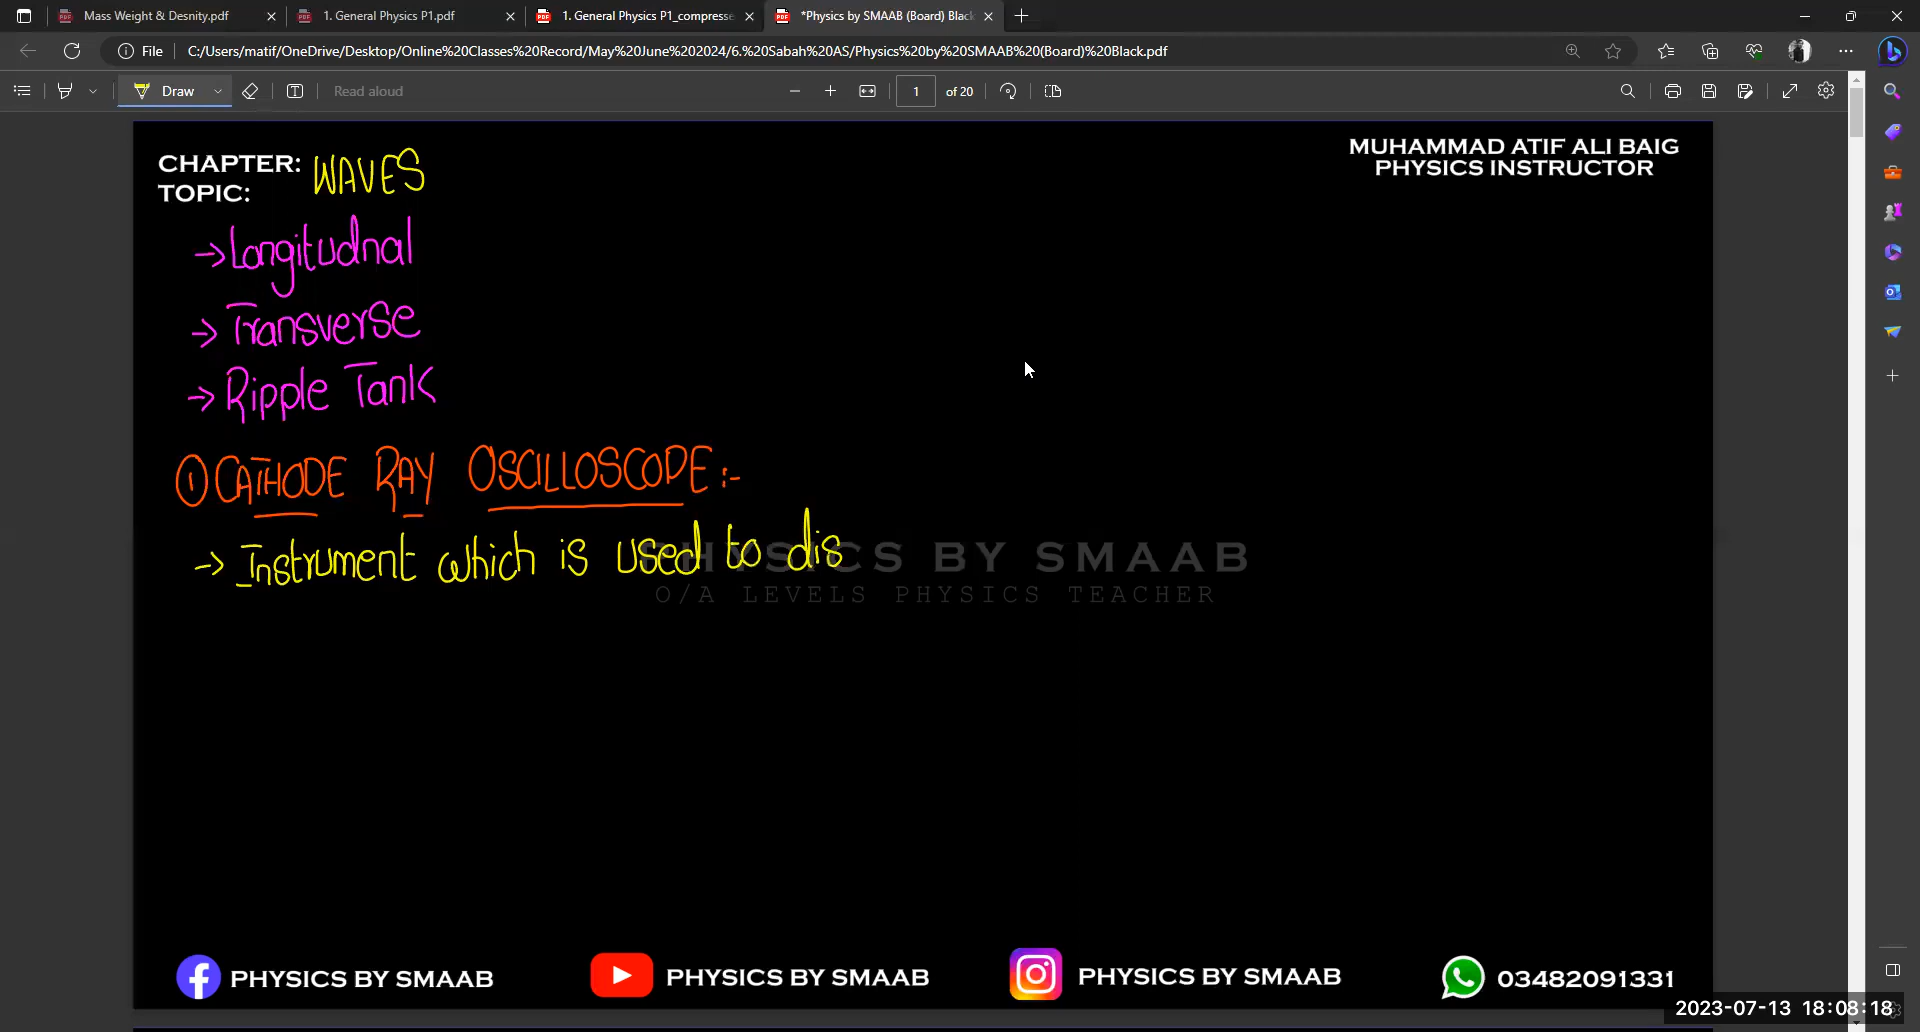 Mass Weight & Desnity.pdf
1. General Physics P1.pdf
1. General Physics P1_compresse
*Physics by SMAAB (Board) Black
File
C:/Users/matif/OneDrive/Desktop/Online%20Classes%20Record/May%20June%202024/6.%20Sabah%20AS/Physics%20by%20SMAAB%20(Board)%20Black.pdf
Draw
Read aloud
1 of 20
CHAPTER: WAVES
MUHAMMAD ATIF ALI BAIG
PHYSICS INSTRUCTOR
TOPIC:
→ Longitudnal
→ Transverse
→ Ripple Tank
① CATHODE RAY OSCILLOSCOPE :-
→ Instrument which is used to dis
PHYSICS BY SMAAB
O/A LEVELS PHYSICS TEACHER
PHYSICS BY SMAAB
PHYSICS BY SMAAB
PHYSICS BY SMAAB
03482091331
2023-07-13 18:08:18